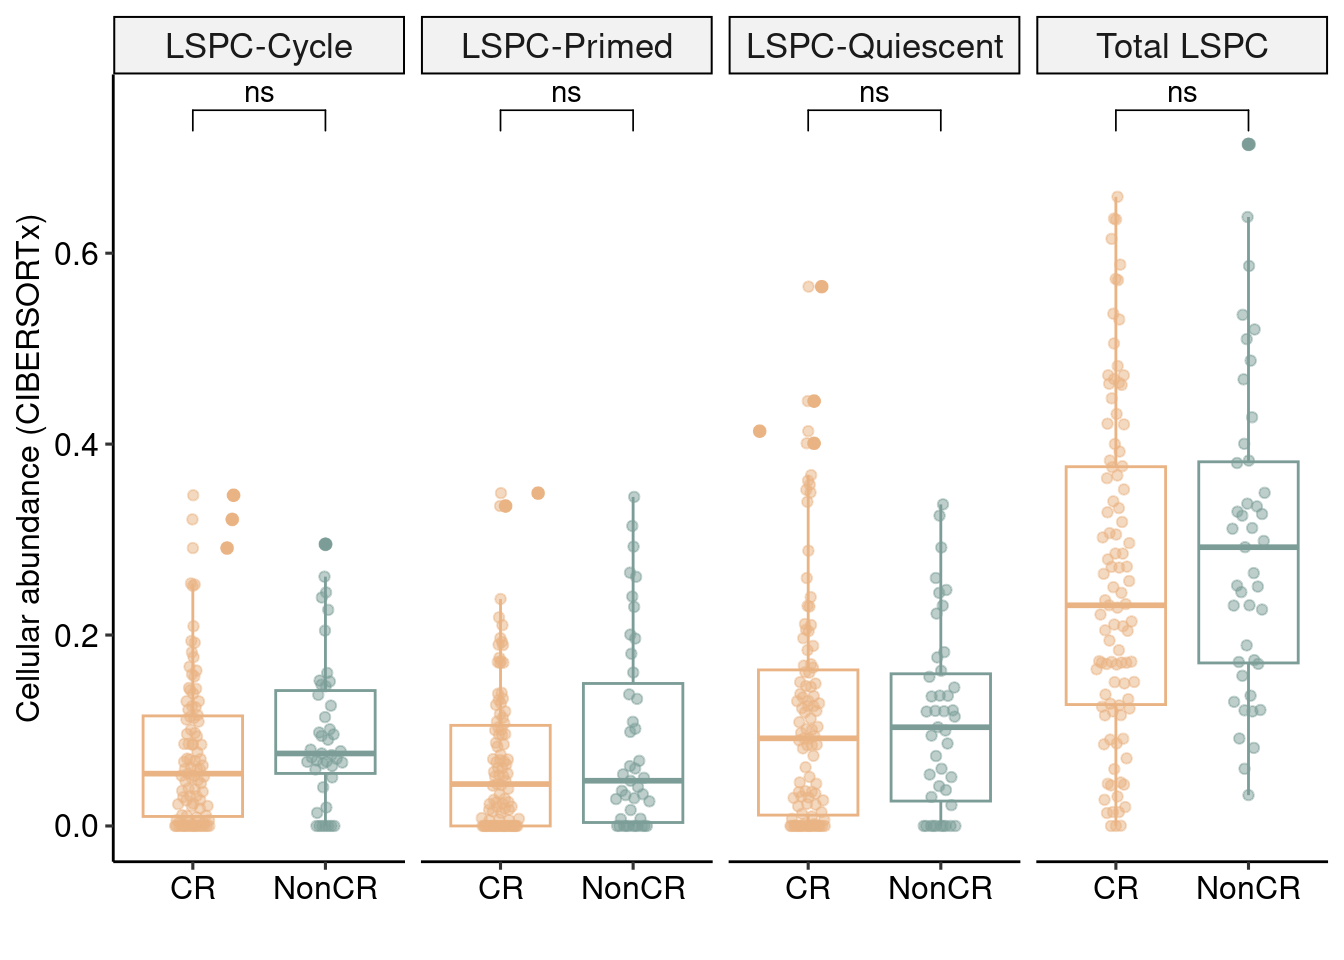 LSPC-Cycle LSPC-Primed LSPC-Quiescent Total LSPC
ns ns ns ns
Cellular abundance (CIBERSORTx)
0.6
0.4
0.2
0.0
CR NonCR CR NonCR CR NonCR CR NonCR